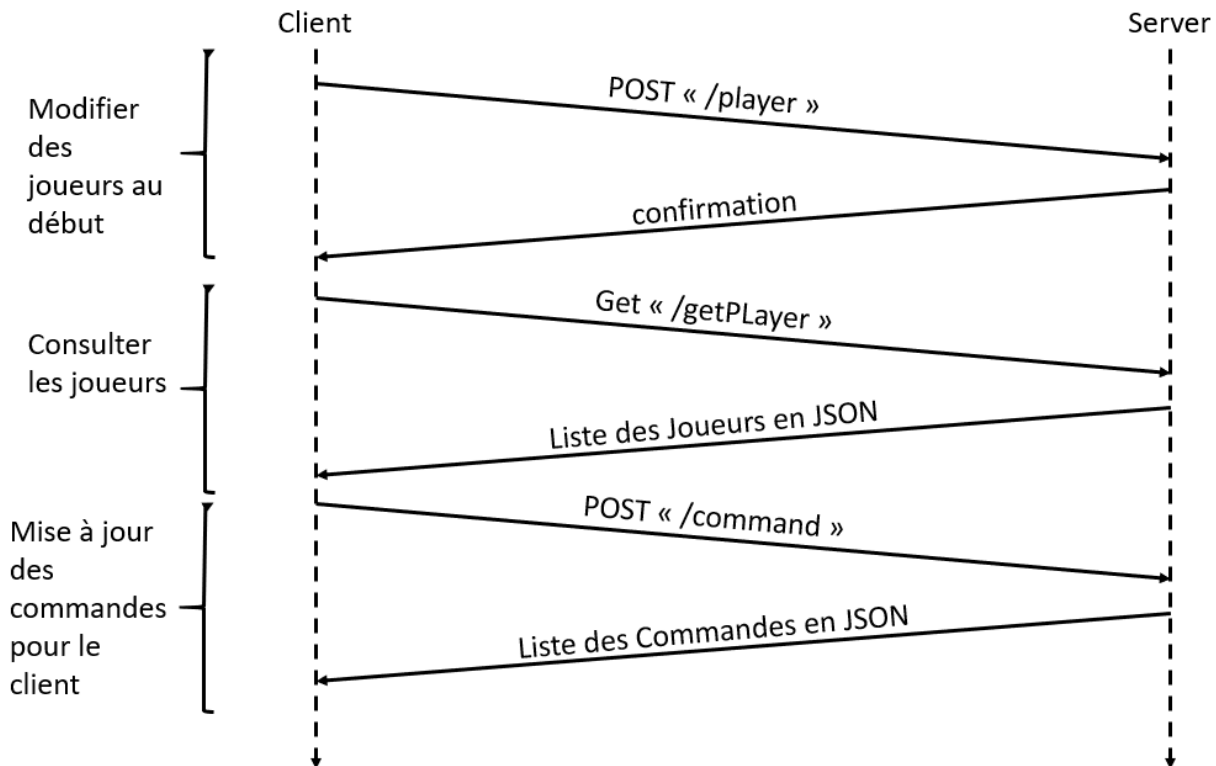 Client
Server
Modifier
des
joueurs au
début
POST « /player »
confirmation
Consulter
les joueurs
Get « /getPLayer »
Liste des Joueurs en JSON
Mise à jour
des
commandes
pour le
client
POST « /command »
Liste des Commandes en JSON